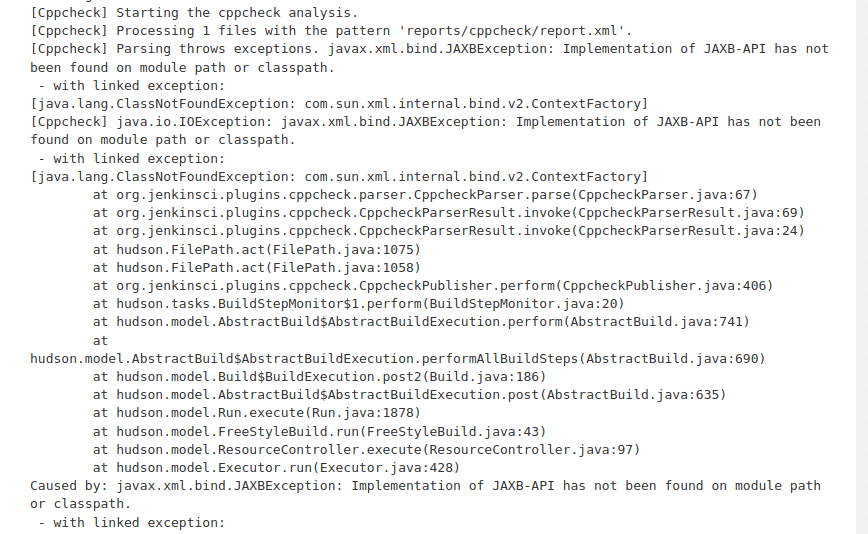 [Cppcheck] Starting the cppcheck analysis.
[Cppcheck] Processing 1 files with the pattern 'reports/cppcheck/report.xml'.
[Cppcheck] Parsing throws exceptions. javax.xml.bind.JAXBException: Implementation of JAXB-API has not
been found on module path or classpath.
 - with linked exception:
[java.lang.ClassNotFoundException: com.sun.xml.internal.bind.v2.ContextFactory]
[Cppcheck] java.io.IOException: javax.xml.bind.JAXBException: Implementation of JAXB-API has not been
found on module path or classpath.
 - with linked exception:
[java.lang.ClassNotFoundException: com.sun.xml.internal.bind.v2.ContextFactory]
        at org.jenkinsci.plugins.cppcheck.parser.CppcheckParser.parse(CppcheckParser.java:67)
        at org.jenkinsci.plugins.cppcheck.CppcheckParserResult.invoke(CppcheckParserResult.java:69)
        at org.jenkinsci.plugins.cppcheck.CppcheckParserResult.invoke(CppcheckParserResult.java:24)
        at hudson.FilePath.act(FilePath.java:1075)
        at hudson.FilePath.act(FilePath.java:1058)
        at org.jenkinsci.plugins.cppcheck.CppcheckPublisher.perform(CppcheckPublisher.java:406)
        at hudson.tasks.BuildStepMonitor$1.perform(BuildStepMonitor.java:20)
        at hudson.model.AbstractBuild$AbstractBuildExecution.perform(AbstractBuild.java:741)
        at
hudson.model.AbstractBuild$AbstractBuildExecution.performAllBuildSteps(AbstractBuild.java:690)
        at hudson.model.Build$BuildExecution.post2(Build.java:186)
        at hudson.model.AbstractBuild$AbstractBuildExecution.post(AbstractBuild.java:635)
        at hudson.model.Run.execute(Run.java:1878)
        at hudson.model.FreeStyleBuild.run(FreeStyleBuild.java:43)
        at hudson.model.ResourceController.execute(ResourceController.java:97)
        at hudson.model.Executor.run(Executor.java:428)
Caused by: javax.xml.bind.JAXBException: Implementation of JAXB-API has not been found on module path
or classpath.
 - with linked exception: